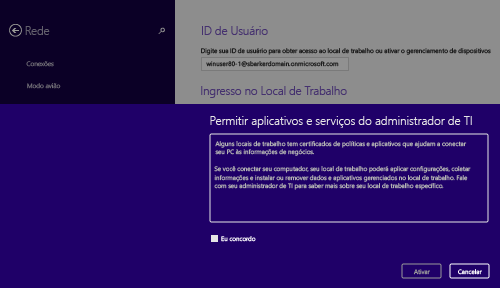 Rede
Conexões
Modo avião
ID de Usuário
Digite sua ID de usuário para obter acesso ao local de trabalho ou ativar o gerenciamento de dispositivos
winuser80-1@sbarkerdomain.onmicrosoft.com
Ingresso no Local de Trabalho
Permitir aplicativos e serviços do administrador de TI
Alguns locais de trabalho tem certificados de políticas e aplicativos que ajudam a conectar
seu PC às informações de negócios.
Se você conectar seu computador, seu local de trabalho poderá aplicar configurações, coletar
informações e instalar ou remover dados e aplicativos gerenciados no local de trabalho. Fale
com seu administrador de TI para saber mais sobre seu local de trabalho específico.
Eu concordo
Ativar
Cancelar